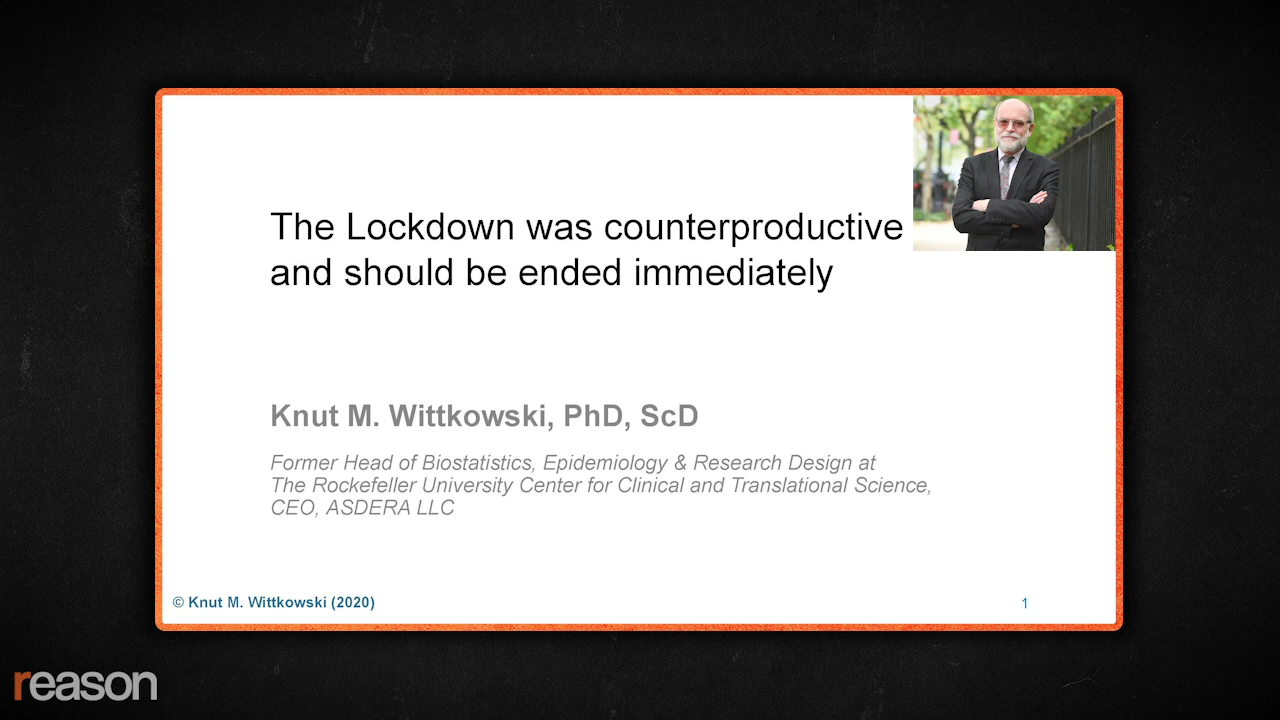 The Lockdown was counterproductive
and should be ended immediately
Knut M. Wittkowski, PhD, ScD
Former Head of Biostatistics, Epidemiology & Research Design at
The Rockefeller University Center for Clinical and Translational Science,
CEO, ASDERA LLC
© Knut M. Wittkowski (2020)
1
reason